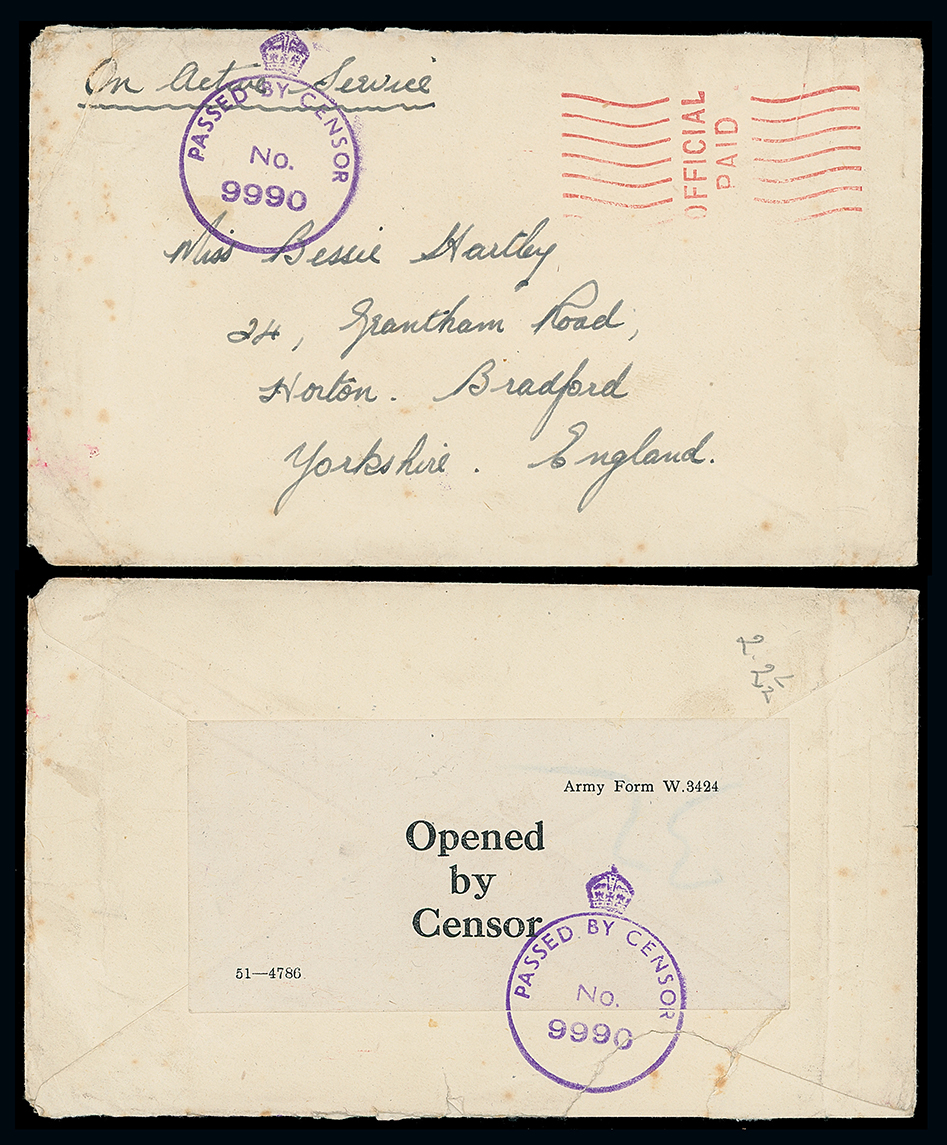 On Active Service
PASSED BY CENSOR
No.
9990
OFFICIAL
PAID
Miss Bessie Hartley
24, Grantham Road,
Horton. Bradford
Yorkshire. England.
Army Form W.3424
Opened
by
Censor
51—4786
PASSED BY CENSOR
No.
9990